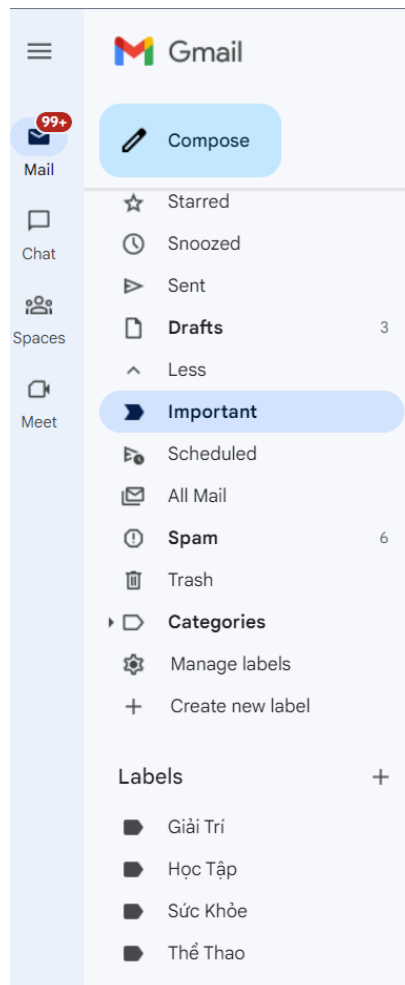 Gmail
99+
Mail
Chat
Spaces
Meet
Compose
Starred
Snoozed
Sent
Drafts 3
Less
Important
Scheduled
All Mail
Spam 6
Trash
Categories
Manage labels
Create new label
Labels
Giải Trí
Học Tập
Sức Khỏe
Thể Thao